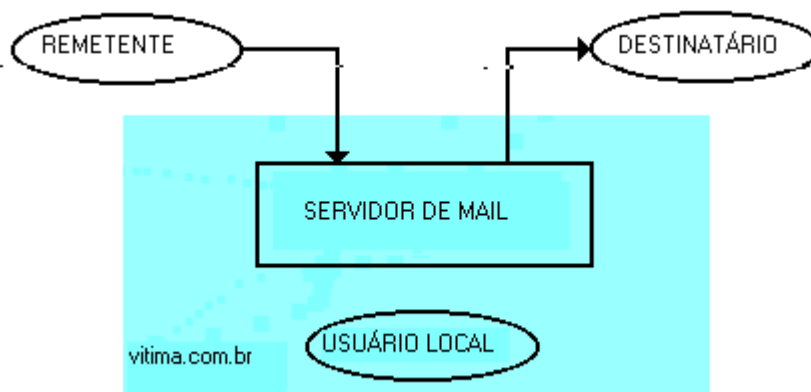 REMETENTE
DESTINATÁRIO
SERVIDOR DE MAIL
USUÁRIO LOCAL
vitima.com.br